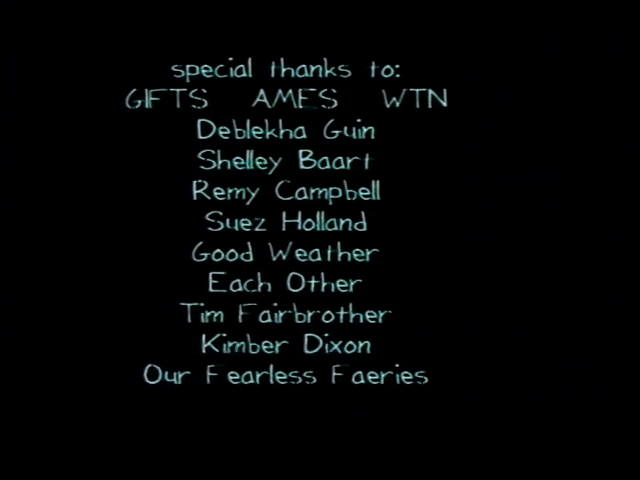 special thanks to:
GIFTS AMES WTN
Deblekha Guin
Shelley Baart
Remy Campbell
Suez Holland
Good Weather
Each Other
Tim Fairbrother
Kimber Dixon
Our Fearless Faeries